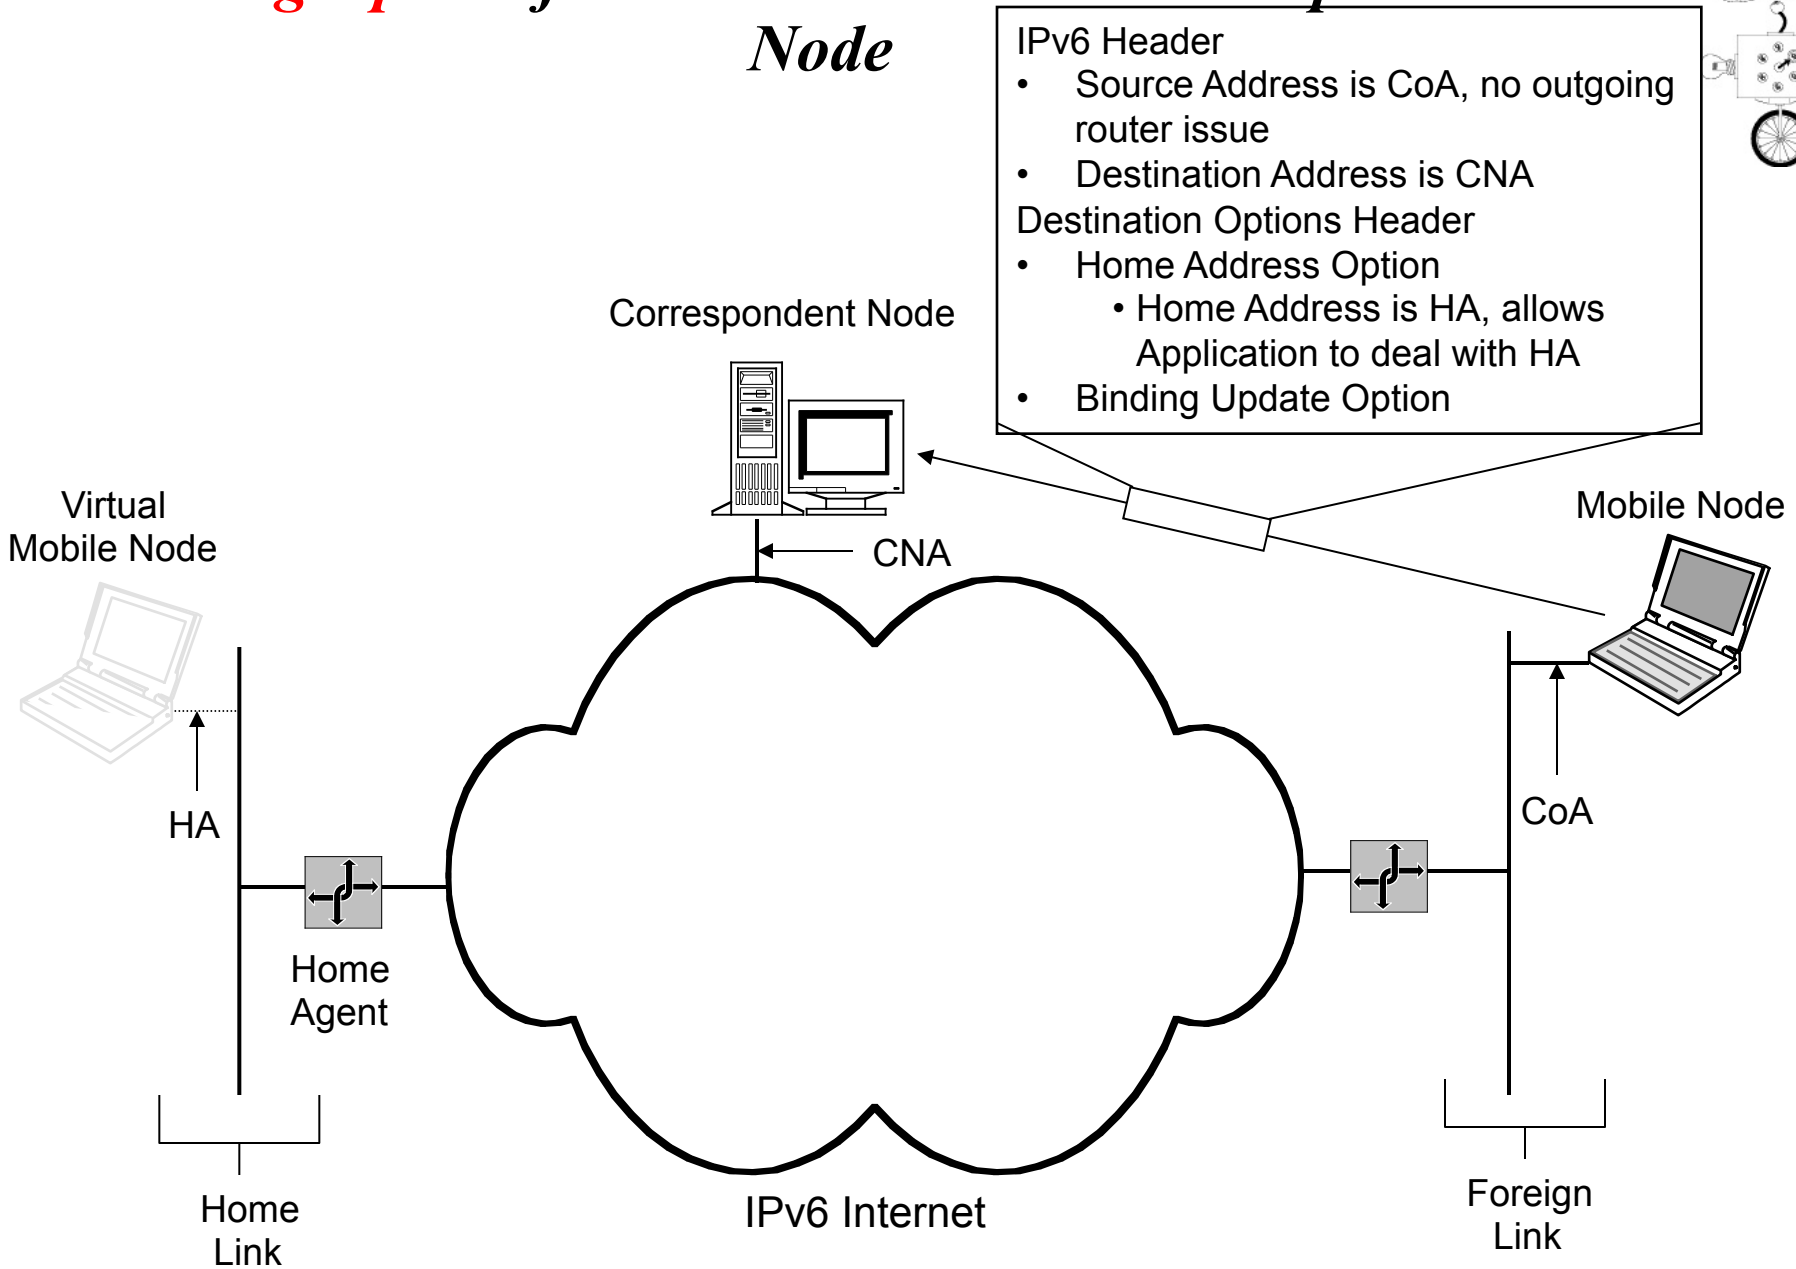 Node
IPv6 Header
• Source Address is CoA, no outgoing
router issue
• Destination Address is CNA
Destination Options Header
• Home Address Option
• Home Address is HA, allows
Application to deal with HA
• Binding Update Option
Correspondent Node
Virtual
Mobile Node
Mobile Node
CNA
HA
CoA
Home
Agent
Home
Link
IPv6 Internet
Foreign
Link